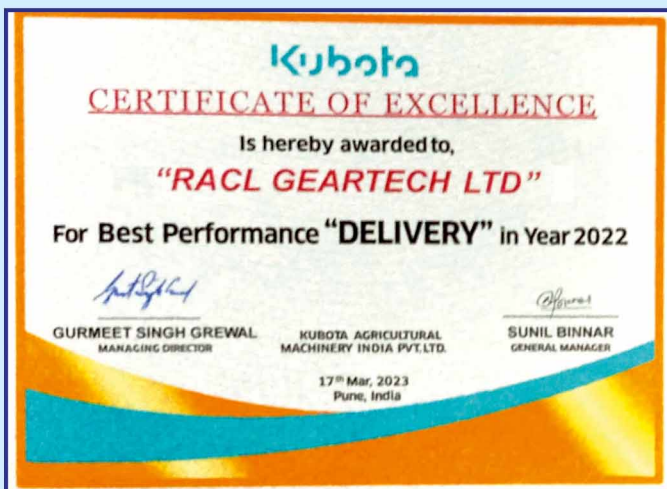 Kubota
CERTIFICATE OF EXCELLENCE
Is hereby awarded to,
“RACL GEARTECH LTD”
For Best Performance “DELIVERY” in Year 2022
GURMEET SINGH GREWAL
MANAGING DIRECTOR
KUBOTA AGRICULTURAL
MACHINERY INDIA PVT.LTD.
SUNIL BINNAR
GENERAL MANAGER
17th Mar, 2023
Pune, India